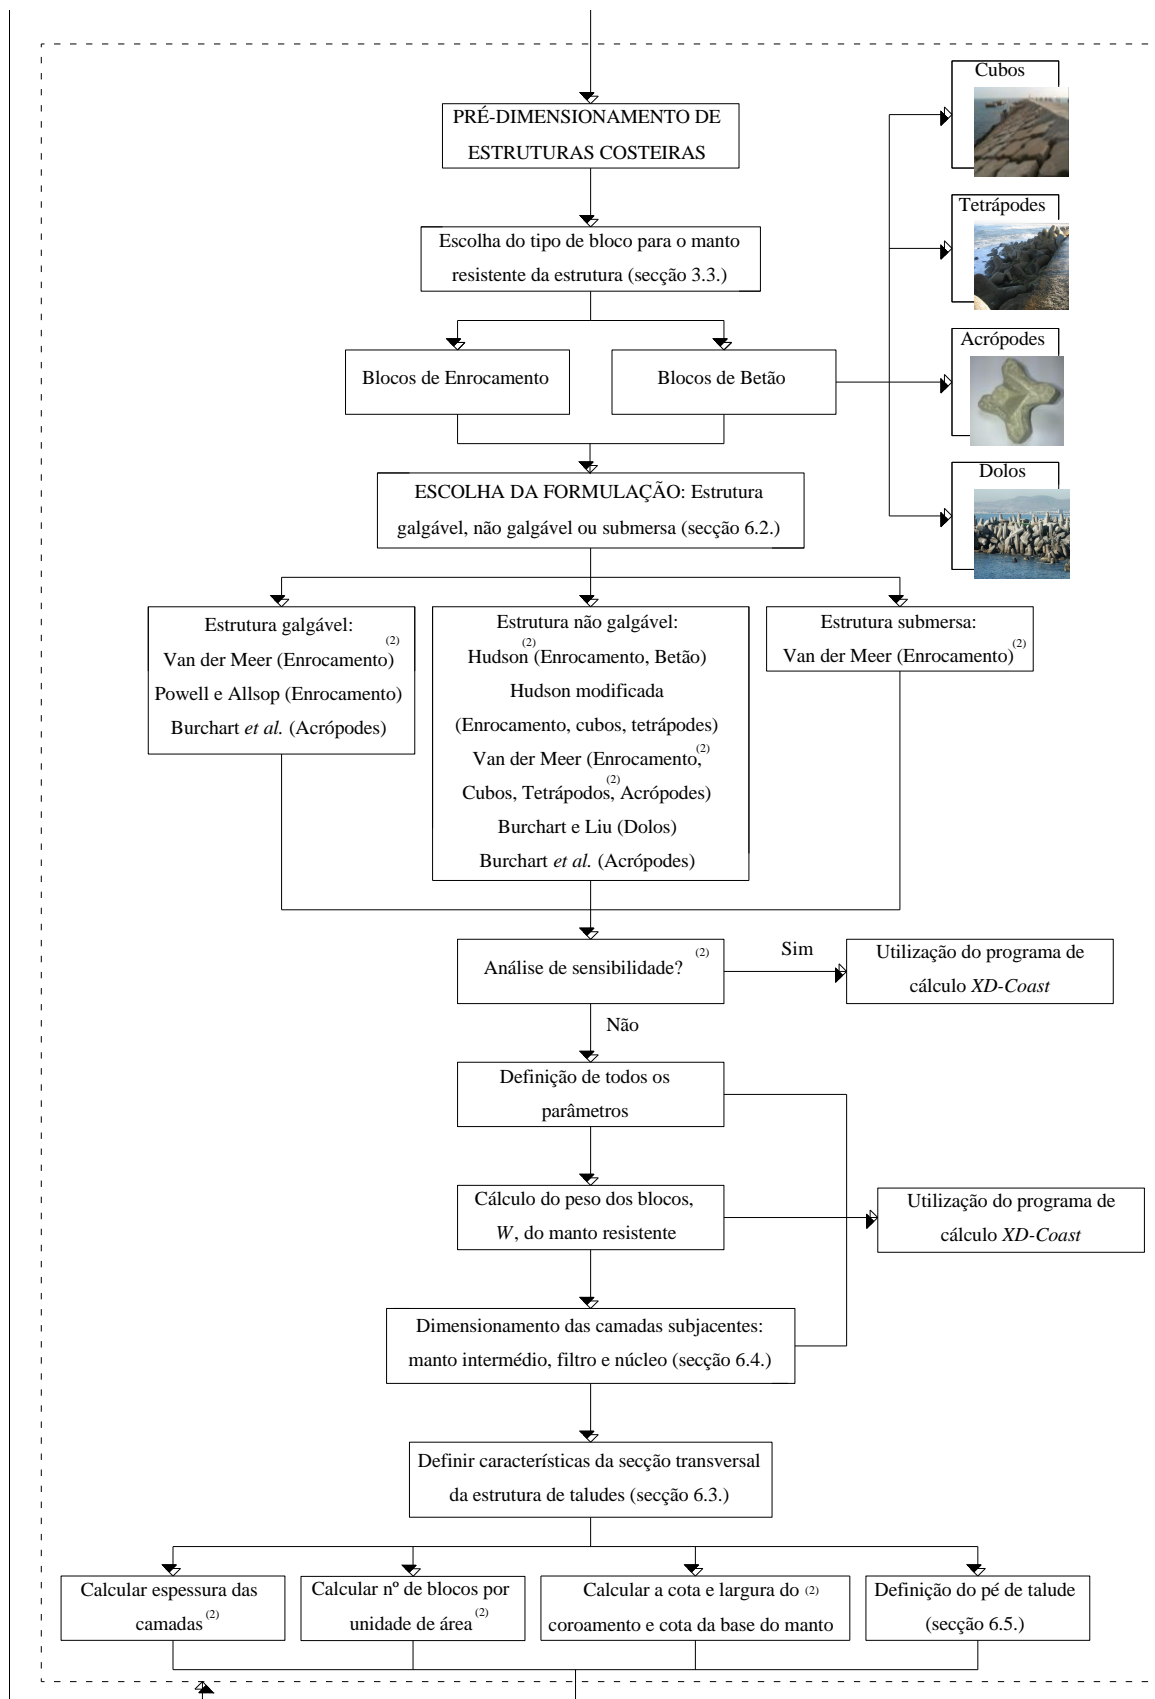 PRÉ-DIMENSIONAMENTO DE
ESTRUTURAS COSTEIRAS
Escolha do tipo de bloco para o manto
resistente da estrutura (secção 3.3.)
Blocos de Enrocamento
Blocos de Betão
Cubos
Tetrápodes
Acrópodes
Dolos
ESCOLHA DA FORMULAÇÃO: Estrutura
galgável, não galgável ou submersa (secção 6.2.)
Estrutura galgável:
Van der Meer (Enrocamento)(2)
Powell e Allsop (Enrocamento)
Burchart et al. (Acrópodes)
Estrutura não galgável:
Hudson(2) (Enrocamento, Betão)
Hudson modificada
(Enrocamento, cubos, tetrápodes)
Van der Meer (Enrocamento,(2)
Cubos, Tetrápodos,(2) Acrópodes)
Burchart e Liu (Dolos)
Burchart et al. (Acrópodes)
Estrutura submersa:
Van der Meer (Enrocamento)(2)
Análise de sensibilidade? (2)
Sim
Utilização do programa de
cálculo XD-Coast
Não
Definição de todos os
parâmetros
Cálculo do peso dos blocos,
W, do manto resistente
Utilização do programa de
cálculo XD-Coast
Dimensionamento das camadas subjacentes:
manto intermédio, filtro e núcleo (secção 6.4.)
Definir características da secção transversal
da estrutura de taludes (secção 6.3.)
Calcular espessura das
camadas(2)
Calcular nº de blocos por
unidade de área(2)
Calcular a cota e largura do (2)
coroamento e cota da base do manto
Definição do pé de talude
(secção 6.5.)